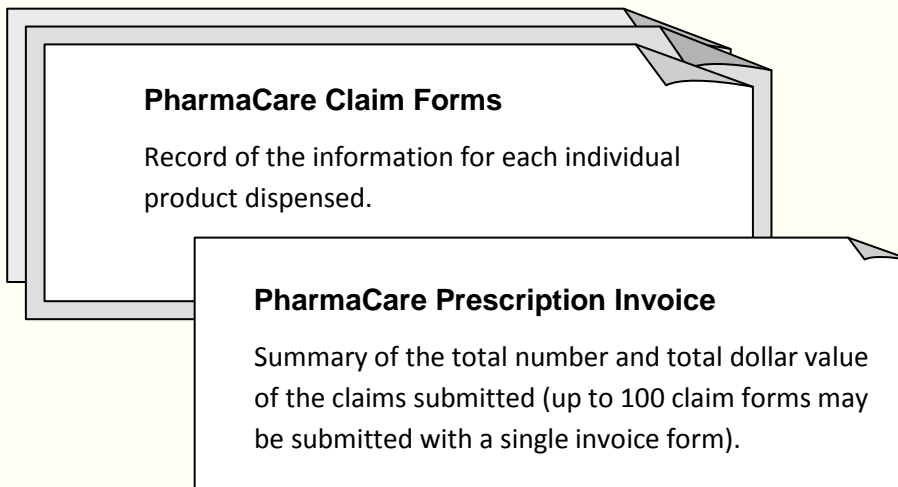 PharmaCare Claim Forms
Record of the information for each individual
product dispensed.
PharmaCare Prescription Invoice
Summary of the total number and total dollar value
of the claims submitted (up to 100 claim forms may
be submitted with a single invoice form).